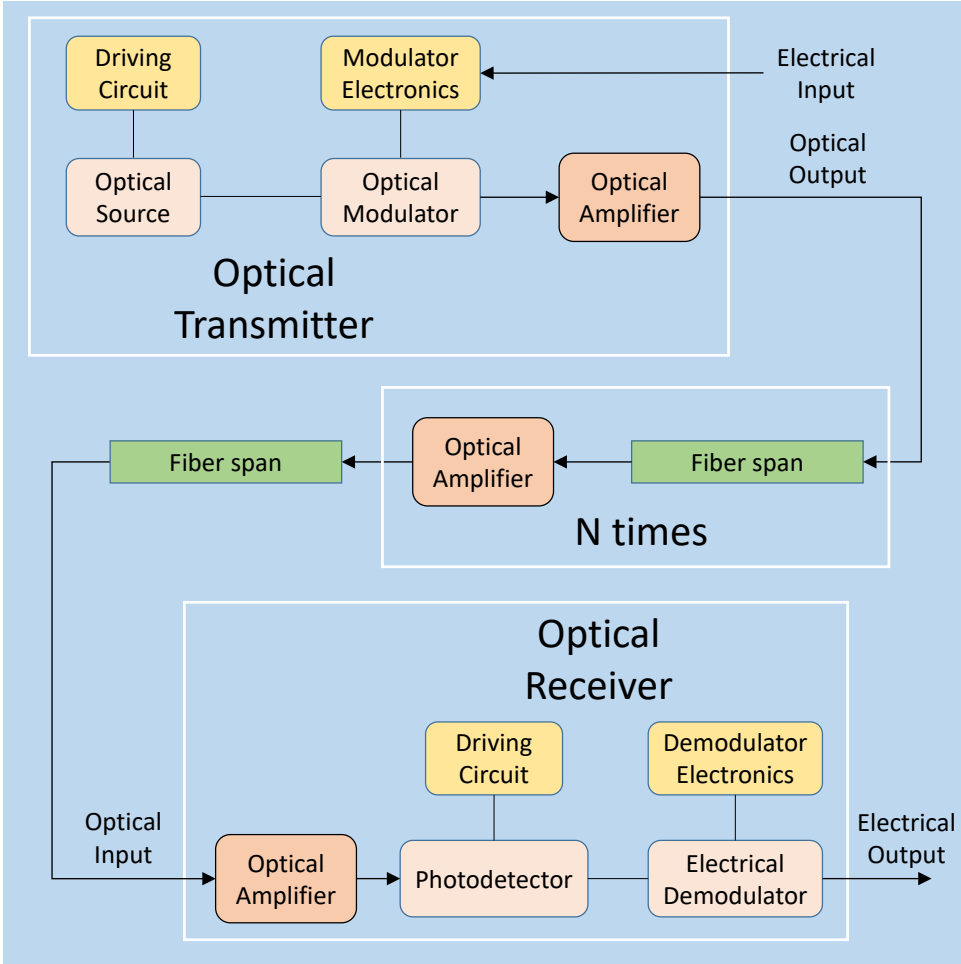 Driving
Circuit
Modulator
Electronics
Electrical
Input
Optical
Source
Optical
Modulator
Optical
Amplifier
Optical
Output
Optical
Transmitter
Fiber span
Optical
Amplifier
Fiber span
N times
Optical
Receiver
Driving
Circuit
Demodulator
Electronics
Optical
Input
Optical
Amplifier
Photodetector
Electrical
Demodulator
Electrical
Output